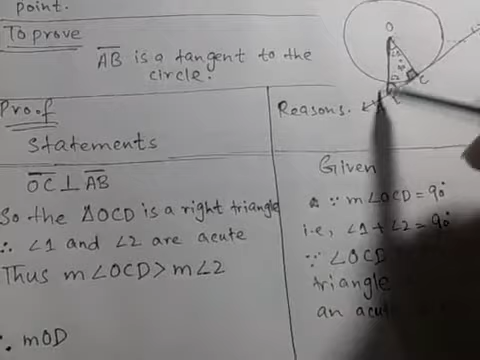 point.
To prove
AB is a tangent to the
circle.
Proof
Statements
Reasons.
OC ⊥ AB
Given
So the ΔOCD is a right triangle
∵ m∠OCD = 90°
∴ ∠1 and ∠2 are acute
i.e, ∠1 + ∠2 = 90°
Thus m∠OCD > m∠2
∵ ∠OCD
triangle
an acute
∴ mOD
O
C